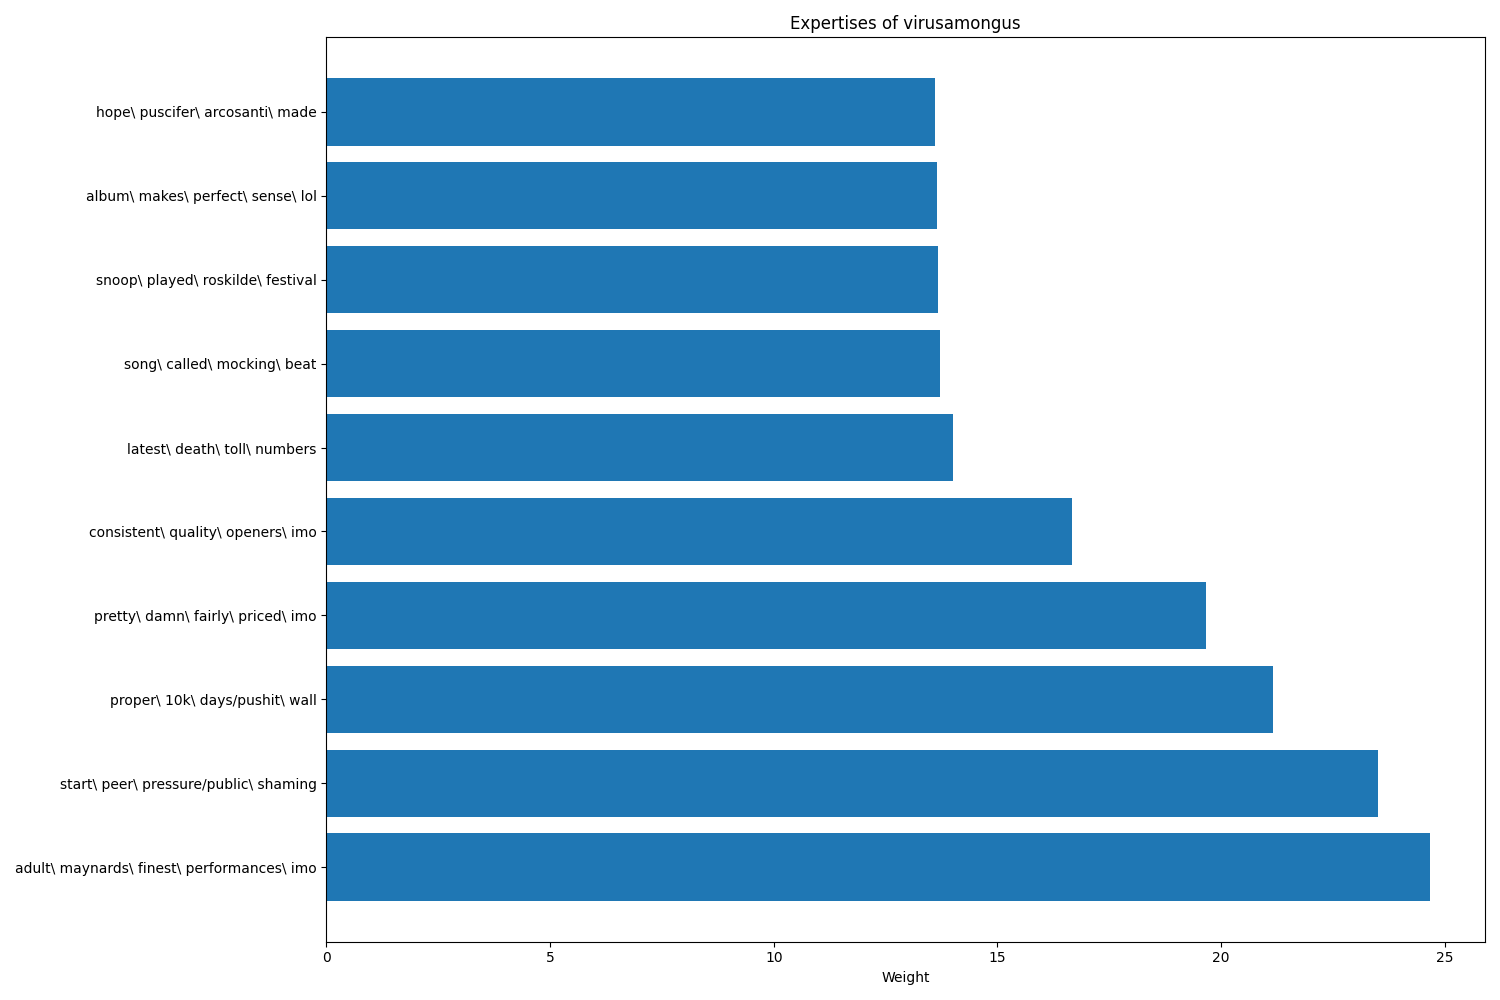 Expertises of virusamongus
hope\ puscifer\ arcosanti\ made
album\ makes\ perfect\ sense\ lol
snoop\ played\ roskilde\ festival
song\ called\ mocking\ beat
latest\ death\ toll\ numbers
consistent\ quality\ openers\ imo
pretty\ damn\ fairly\ priced\ imo
proper\ 10k\ days/pushit\ wall
start\ peer\ pressure/public\ shaming
adult\ maynards\ finest\ performances\ imo
0 5 10 15 20 25
Weight